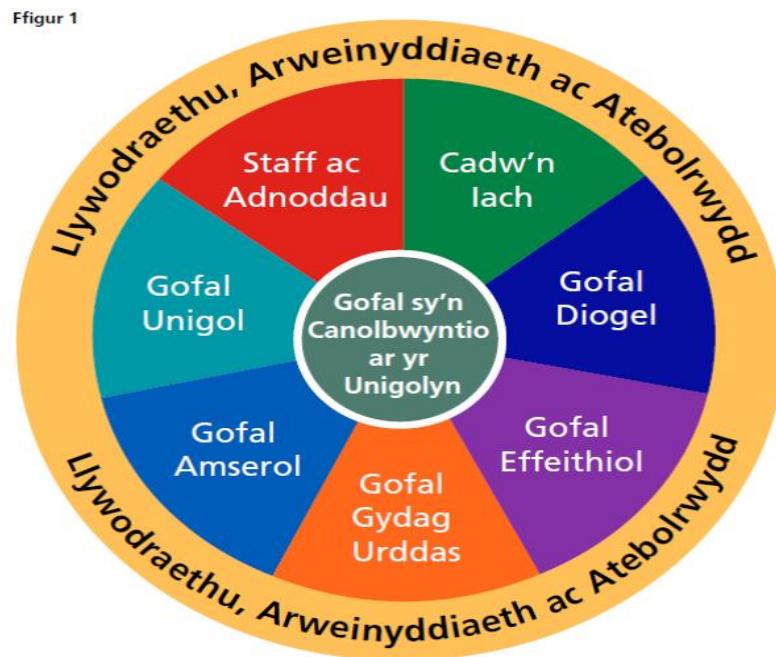 Ffigur 1
Llywodraethu, Arweinyddiaeth ac Atebolrwydd
Staff ac
Adnoddau
Cadw'n
Iach
Gofal
Unigol
Gofal
Diogel
Gofal sy'n
Canolbwyntio
ar yr
Unigolyn
Gofal
Amserol
Gofal
Effeithiol
Gofal
Gydag
Urddas
Llywodraethu, Arweinyddiaeth ac Atebolrwydd